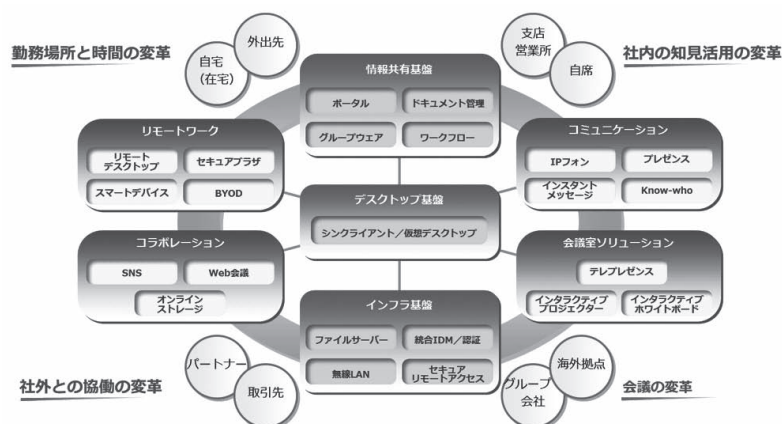 勤務場所と時間の変革
外出先
自宅
(在宅)
支店
営業所
自席
社内の知見活用の変革
情報共有基盤
ポータル
ドキュメント管理
グループウェア
ワークフロー
リモートワーク
リモート
デスクトップ
セキュアブラザ
スマートデバイス
BYOD
コミュニケーション
IPフォン
プレゼンス
インスタント
メッセージ
Know-who
デスクトップ基盤
シンクライアント／仮想デスクトップ
コラボレーション
SNS
Web会議
オンライン
ストレージ
会議室ソリューション
テレプレゼンス
インタラクティブ
プロジェクター
インタラクティブ
ホワイトボード
インフラ基盤
ファイルサーバー
統合IDM／認証
無線LAN
セキュア
リモートアクセス
社外との協働の変革
パートナー
取引先
グループ
会社
海外拠点
会議の変革